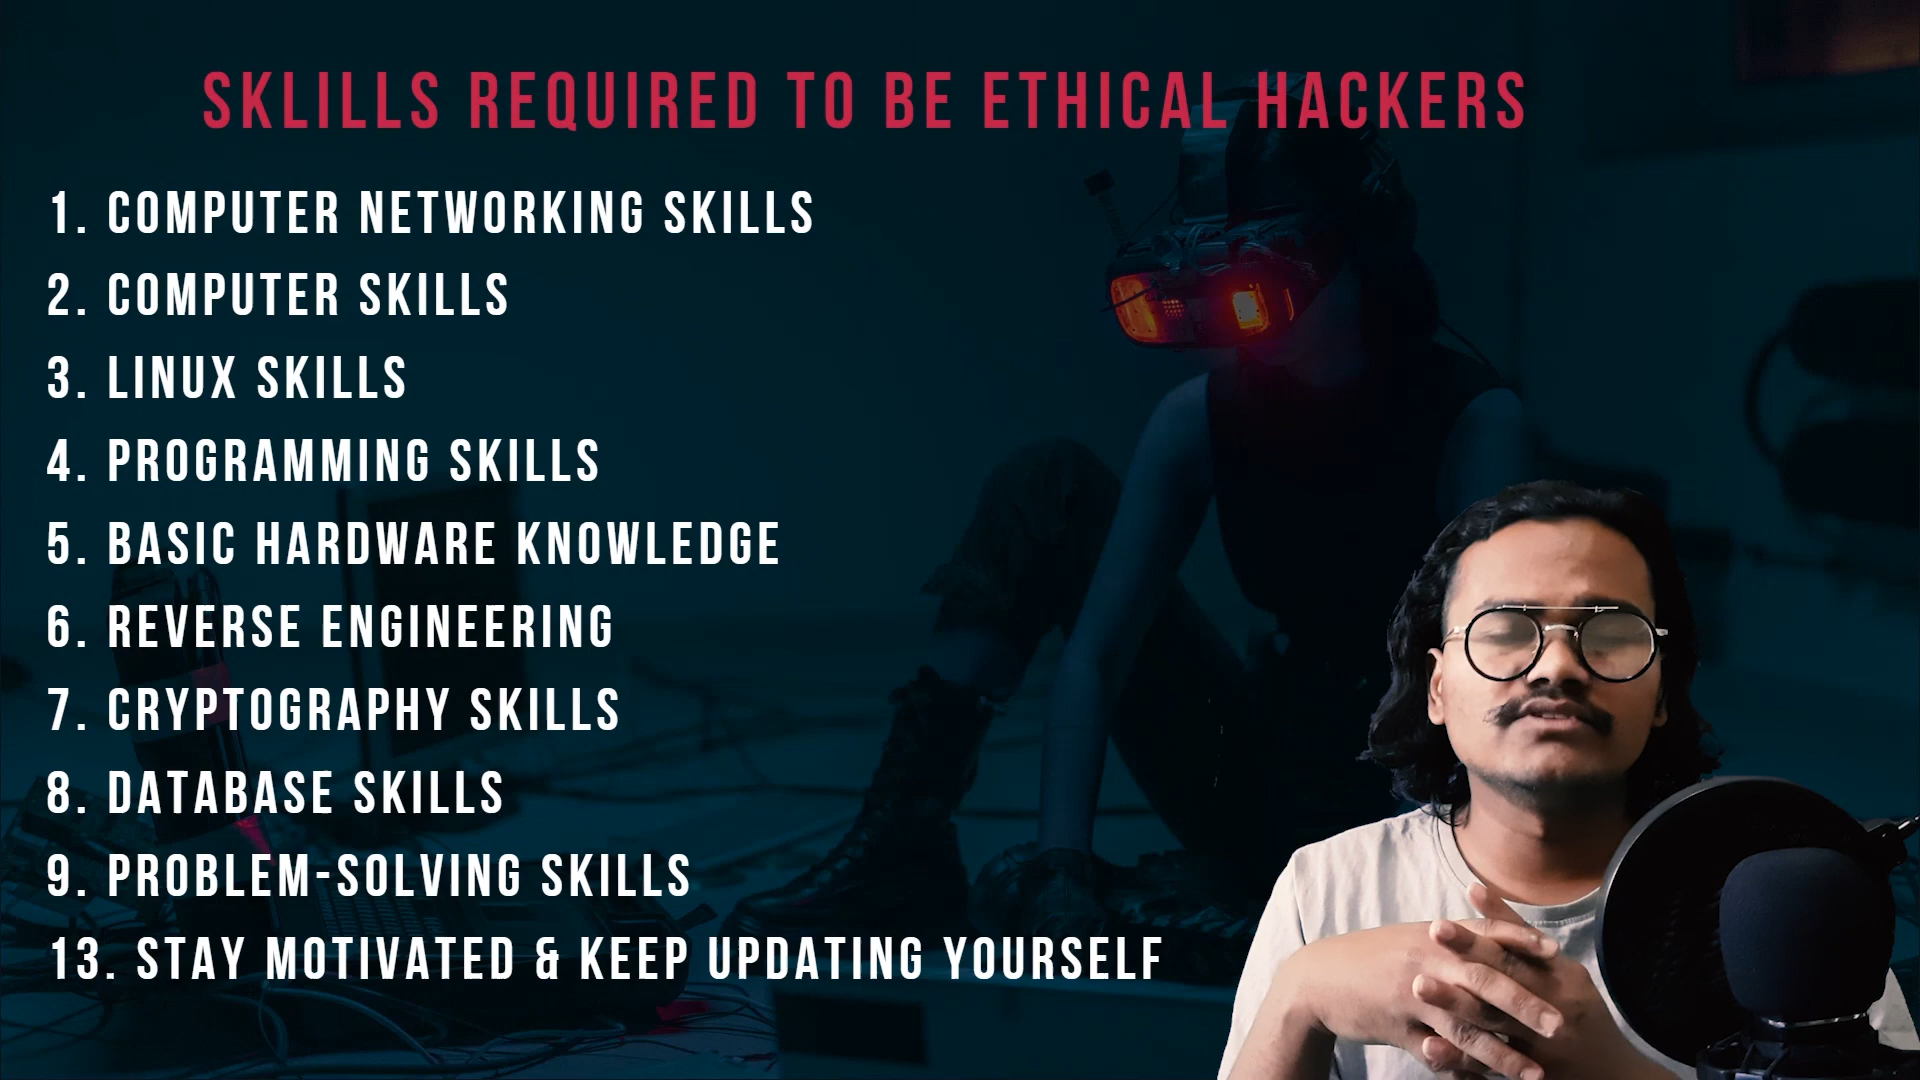 SKLILLS REQUIRED TO BE ETHICAL HACKERS
1. COMPUTER NETWORKING SKILLS
2. COMPUTER SKILLS
3. LINUX SKILLS
4. PROGRAMMING SKILLS
5. BASIC HARDWARE KNOWLEDGE
6. REVERSE ENGINEERING
7. CRYPTOGRAPHY SKILLS
8. DATABASE SKILLS
9. PROBLEM-SOLVING SKILLS
13. STAY MOTIVATED & KEEP UPDATING YOURSELF